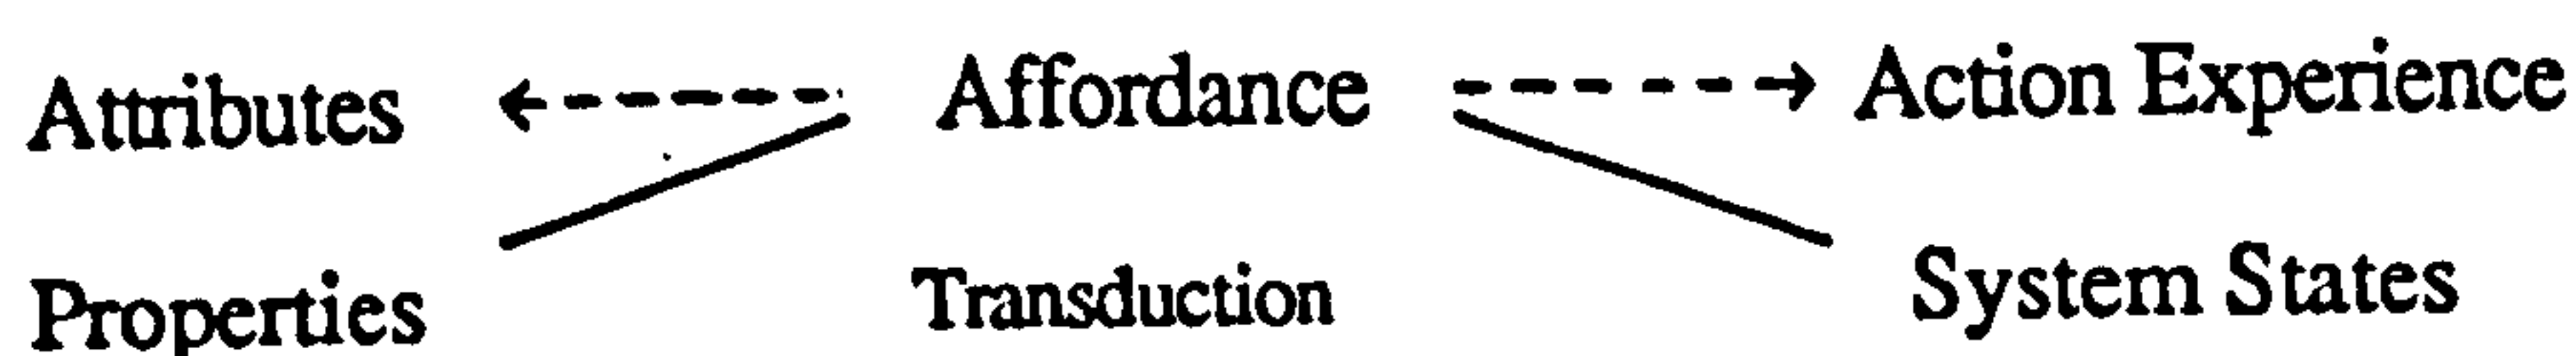 Attributes Affordance Action Experience
Properties Transduction System States